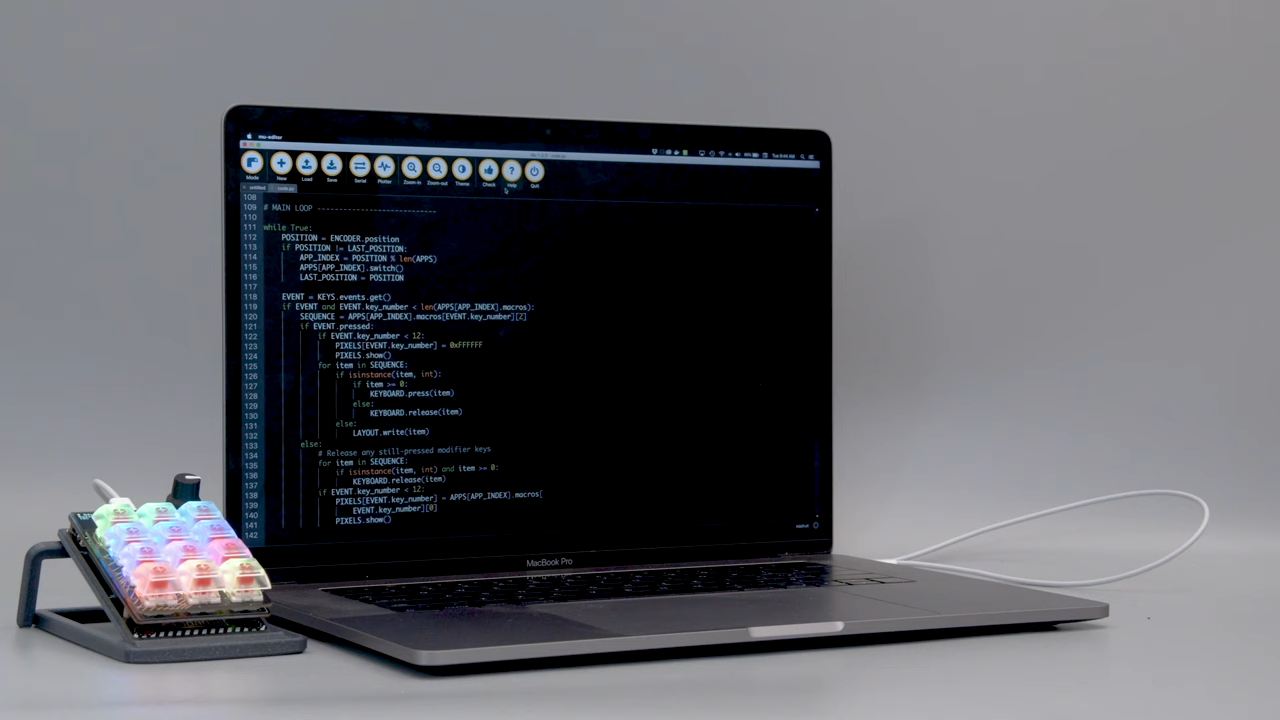 mu-editor
Mode New Load Save Serial Plotter Zoom-in Zoom-out Theme Check Help Quit
untitled code.py
108
109 # MAIN LOOP ----------------------------
110
111 while True:
112 POSITION = ENCODER.position
113 if POSITION != LAST_POSITION:
114 APP_INDEX = POSITION % len(APPS)
115 APPS[APP_INDEX].switch()
116 LAST_POSITION = POSITION
117
118 EVENT = KEYS.events.get()
119 if EVENT and EVENT.key_number < len(APPS[APP_INDEX].macros):
120 SEQUENCE = APPS[APP_INDEX].macros[EVENT.key_number][2]
121 if EVENT.pressed:
122 if EVENT.key_number < 12:
123 PIXELS[EVENT.key_number] = 0xFFFFFF
124 PIXELS.show()
125 for item in SEQUENCE:
126 if isinstance(item, int):
127 if item >= 0:
128 KEYBOARD.press(item)
129 else:
130 KEYBOARD.release(item)
131 else:
132 LAYOUT.write(item)
133 else:
134 # Release any still-pressed modifier keys
135 for item in SEQUENCE:
136 if isinstance(item, int) and item >= 0:
137 KEYBOARD.release(item)
138 if EVENT.key_number < 12:
139 PIXELS[EVENT.key_number] = APPS[APP_INDEX].macros[
140 EVENT.key_number][0]
141 PIXELS.show()
142
MacBook Pro